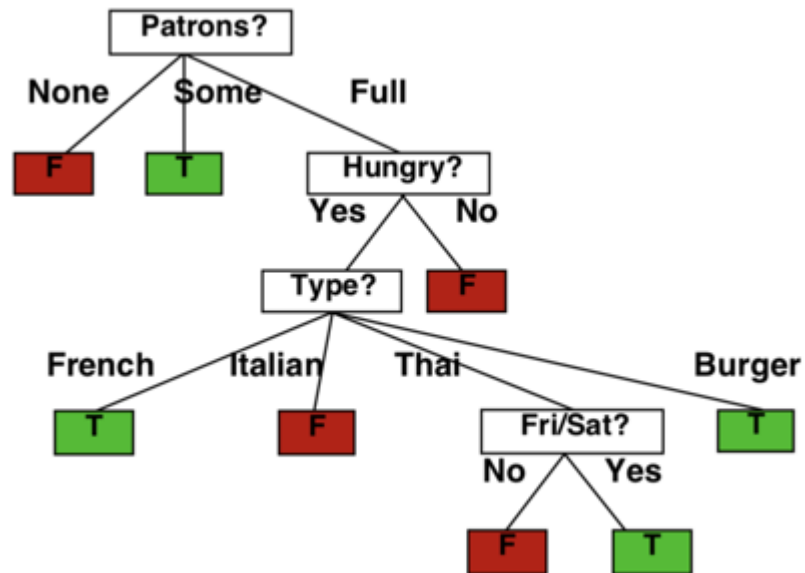 Patrons?
None Some Full
F T Hungry?
Yes No
Type? F
French Italian Thai Burger
T F Fri/Sat? T
No Yes
F T